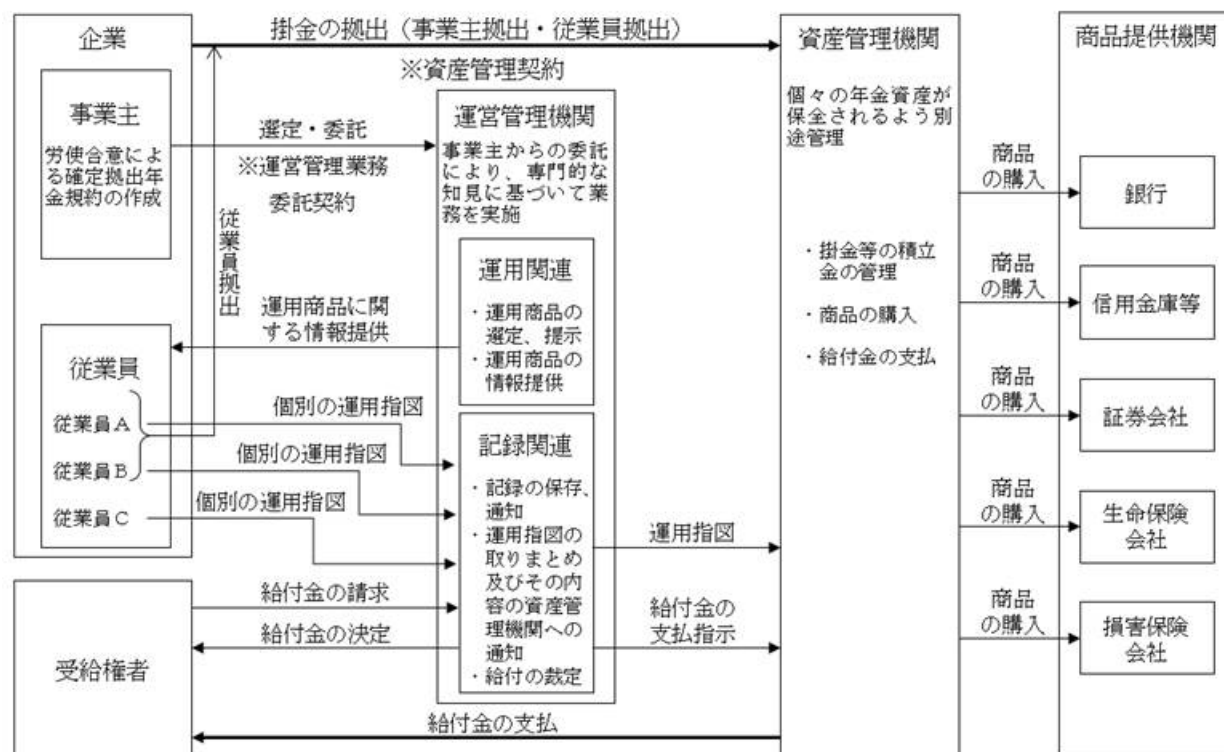 企業
事業主
労使合意によ
る確定拠出年
金規約の作成
従業員
従業員A
従業員B
従業員C
受給権者
掛金の拠出（事業主拠出・従業員拠出）
※資産管理契約
選定・委託
※運営管理業務
委託契約
従業員拠出
運用商品に関
する情報提供
個別の運用指図
個別の運用指図
個別の運用指図
給付金の請求
給付金の決定
運営管理機関
事業主からの委託
により、専門的な
知見に基づいて業
務を実施
運用関連
・運用商品の
選定、提示
・運用商品の
情報提供
記録関連
・記録の保存、
通知
・運用指図の
取りまとめ
及びその内
容の資産管
理機関への
通知
・給付の裁定
運用指図
給付金の
支払指示
給付金の支払
資産管理機関
個々の年金資産が
保全されるよう別
途管理
・掛金等の積立
金の管理
・商品の購入
・給付金の支払
商品
の購入
商品
の購入
商品
の購入
商品
の購入
商品
の購入
商品提供機関
銀行
信用金庫等
証券会社
生命保険
会社
損害保険
会社